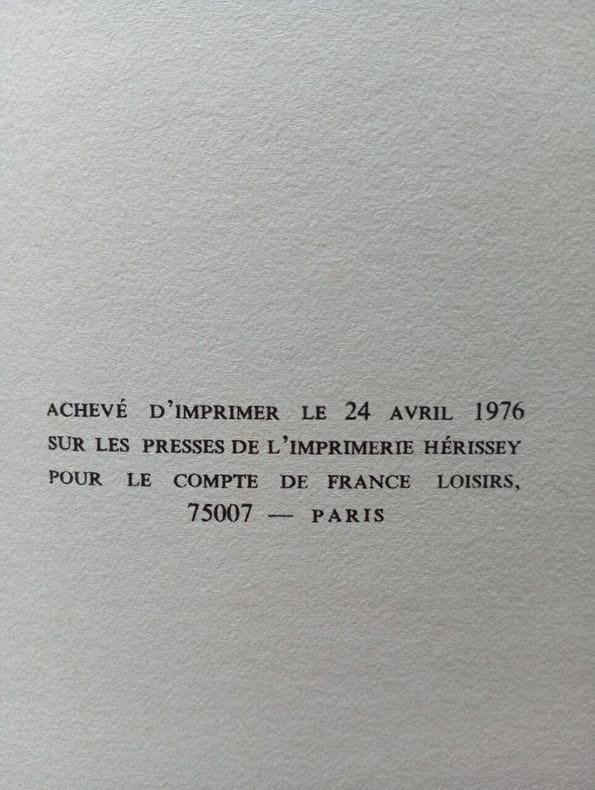 ACHEVÉ D'IMPRIMER LE 24 AVRIL 1976
SUR LES PRESSES DE L'IMPRIMERIE HÉRISSEY
POUR LE COMPTE DE FRANCE LOISIRS,
75007 — PARIS